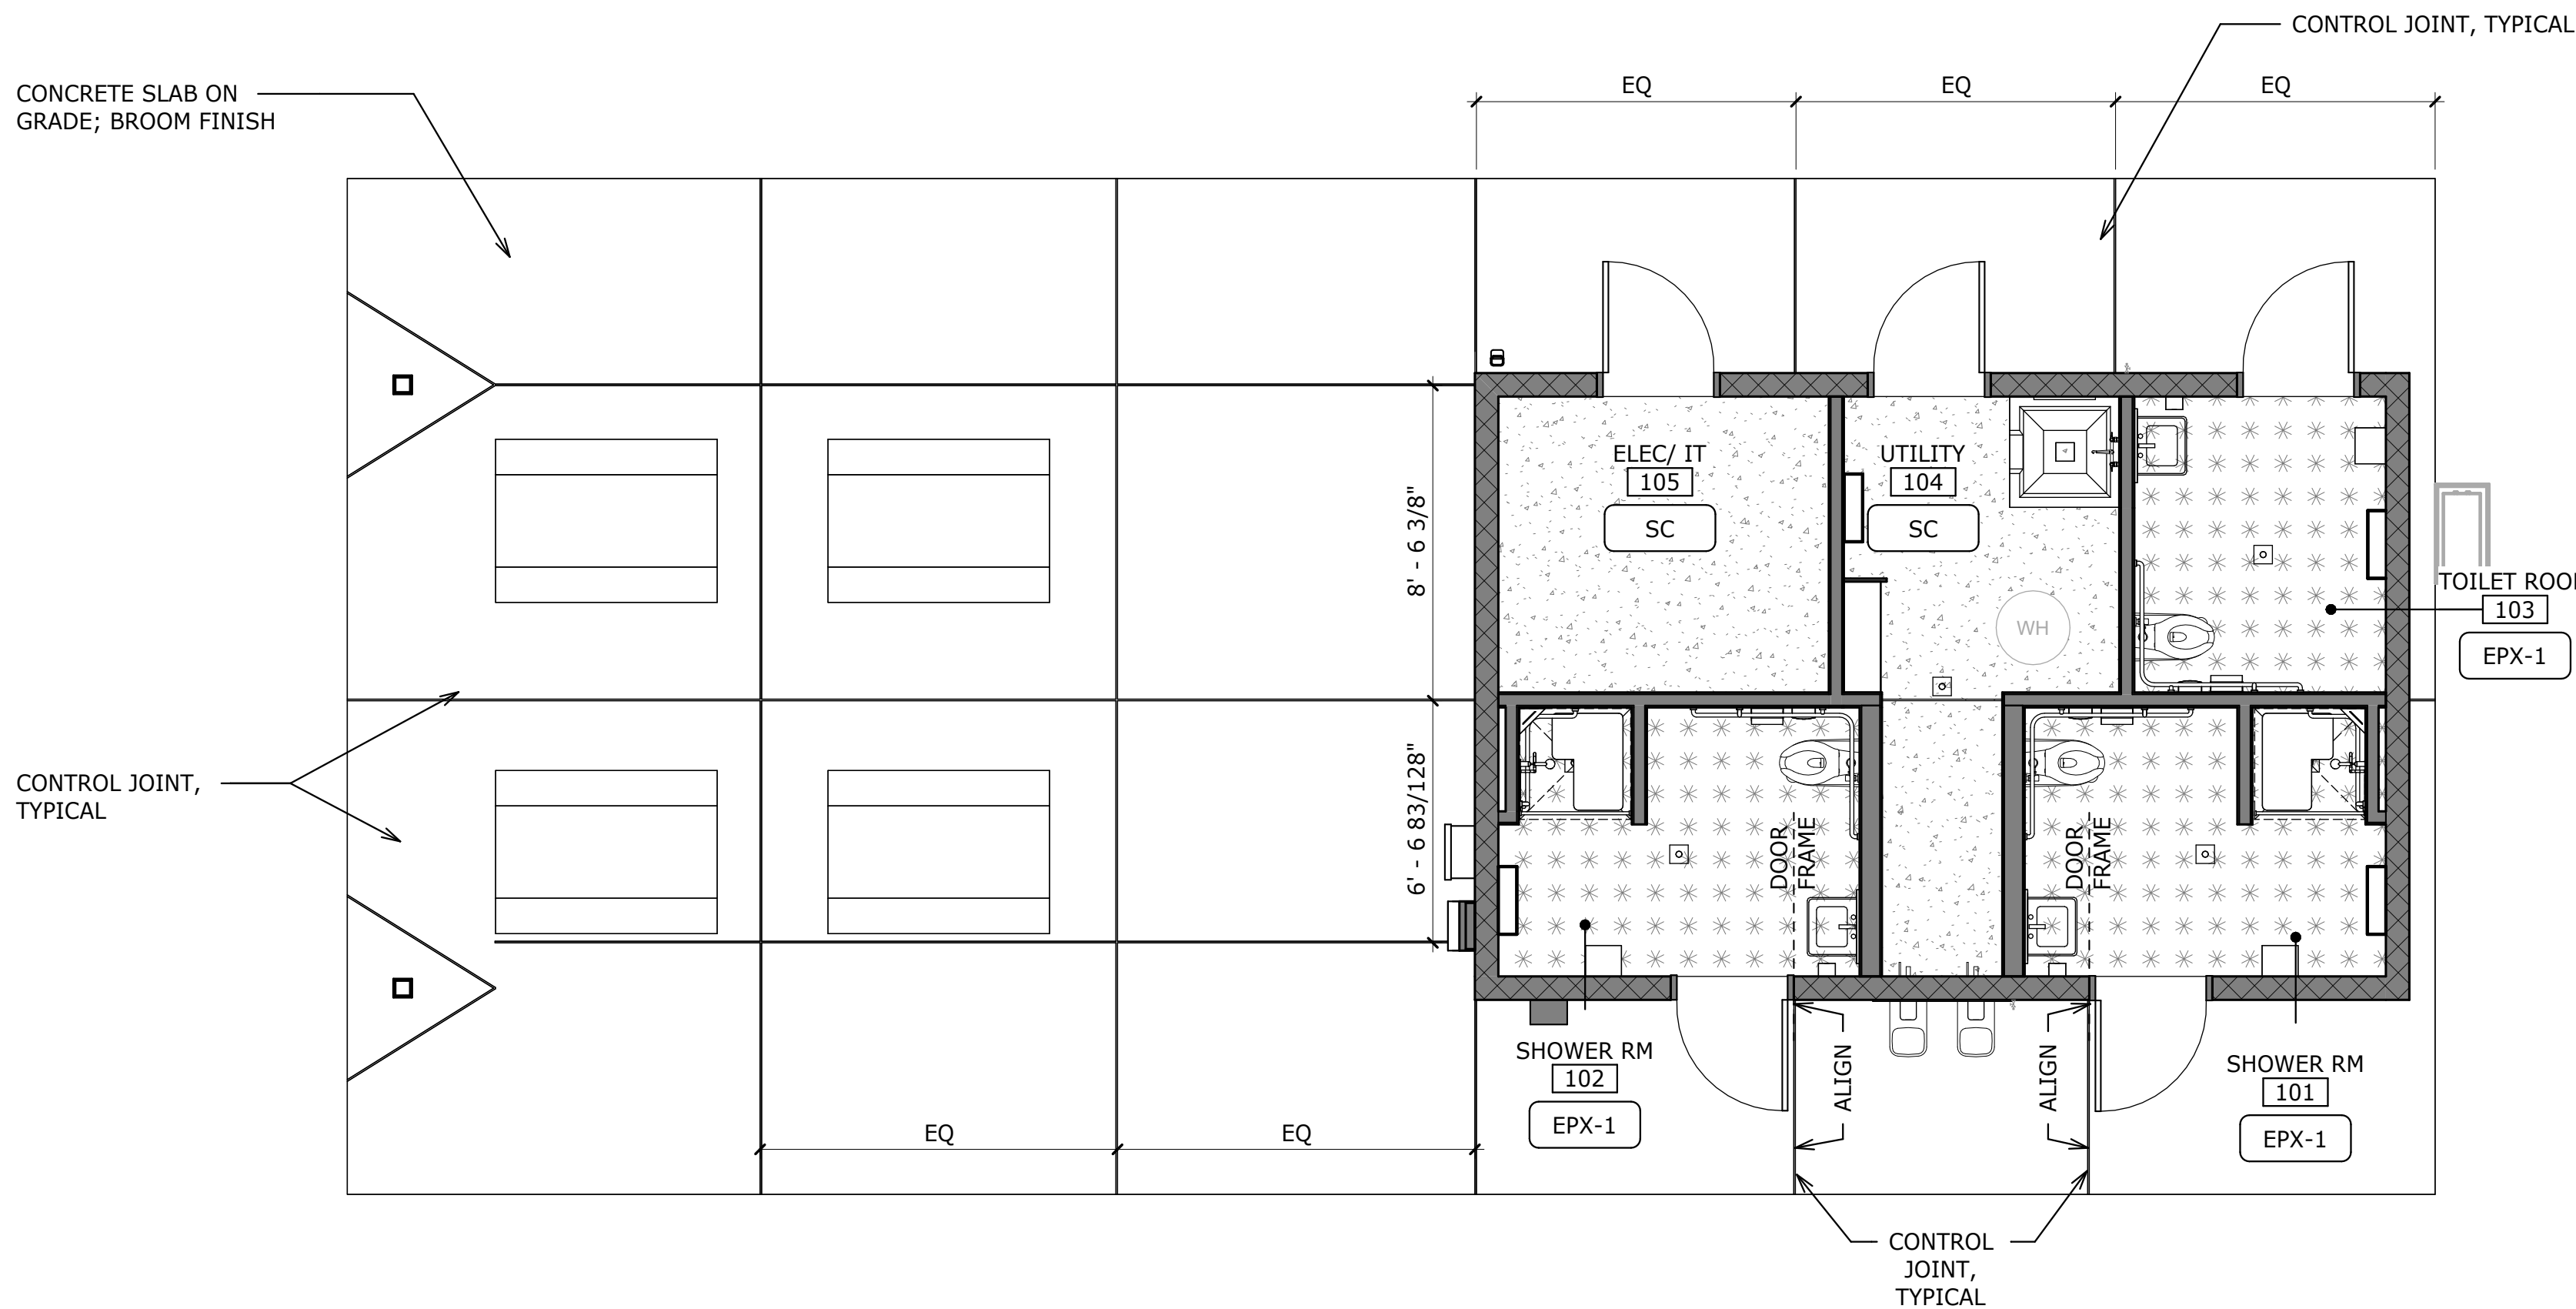 CONTROL JOINT, TYPICAL
CONCRETE SLAB ON
GRADE; BROOM FINISH
EQ
EQ
EQ
ELEC/ IT
105
SC
UTILITY
104
SC
8' - 6 3/8"
WH
TOILET ROO
103
EPX-1
CONTROL JOINT,
TYPICAL
6' - 6 83/128"
DOOR
FRAME
DOOR
FRAME
SHOWER RM
102
EPX-1
ALIGN
ALIGN
SHOWER RM
101
EPX-1
EQ
EQ
CONTROL
JOINT,
TYPICAL